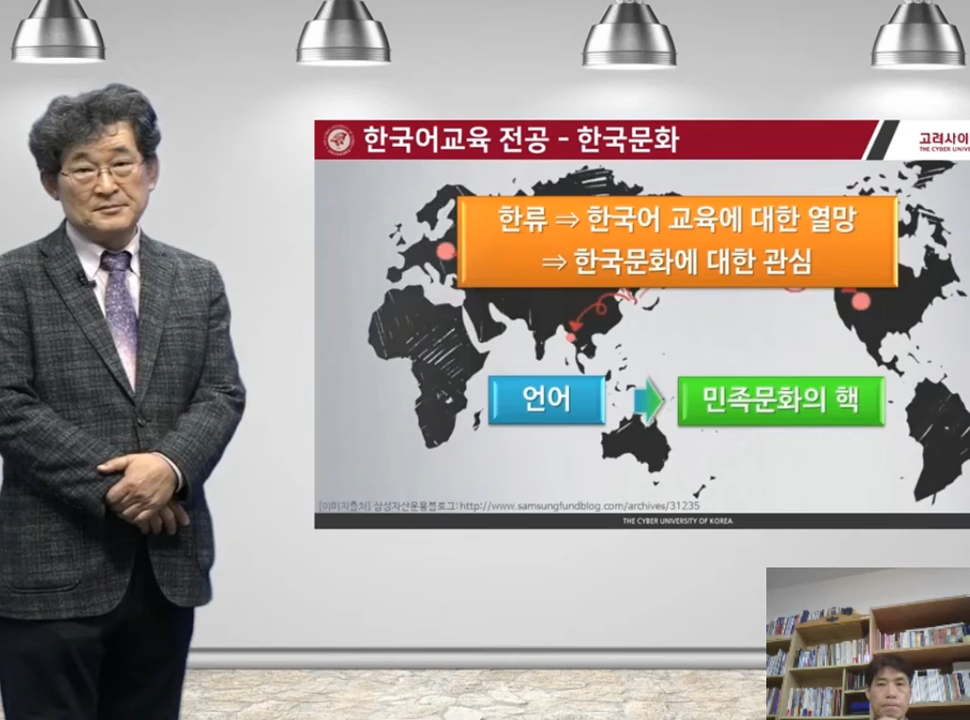 한국어교육 전공 - 한국문화
고려사이
THE CYBER UNIVE
한류 ⇒ 한국어 교육에 대한 열망
⇒ 한국문화에 대한 관심
언어
민족문화의 핵
[이미지출처] 삼성자산운용블로그: http://www.samsungfundblog.com/archives/31235
THE CYBER UNIVERSITY OF KOREA